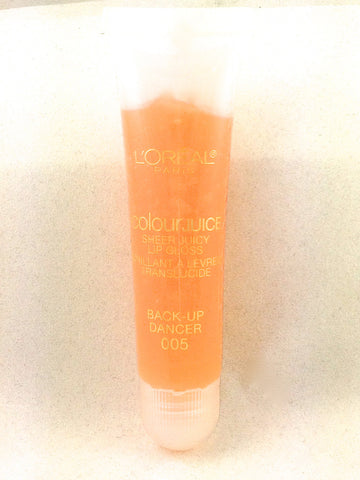 L'ORÉAL®
PARIS
colourjuice
SHEER JUICY
LIP GLOSS
BRILLANT À LÈVRES
TRANSLUCIDE
BACK-UP
DANCER
005